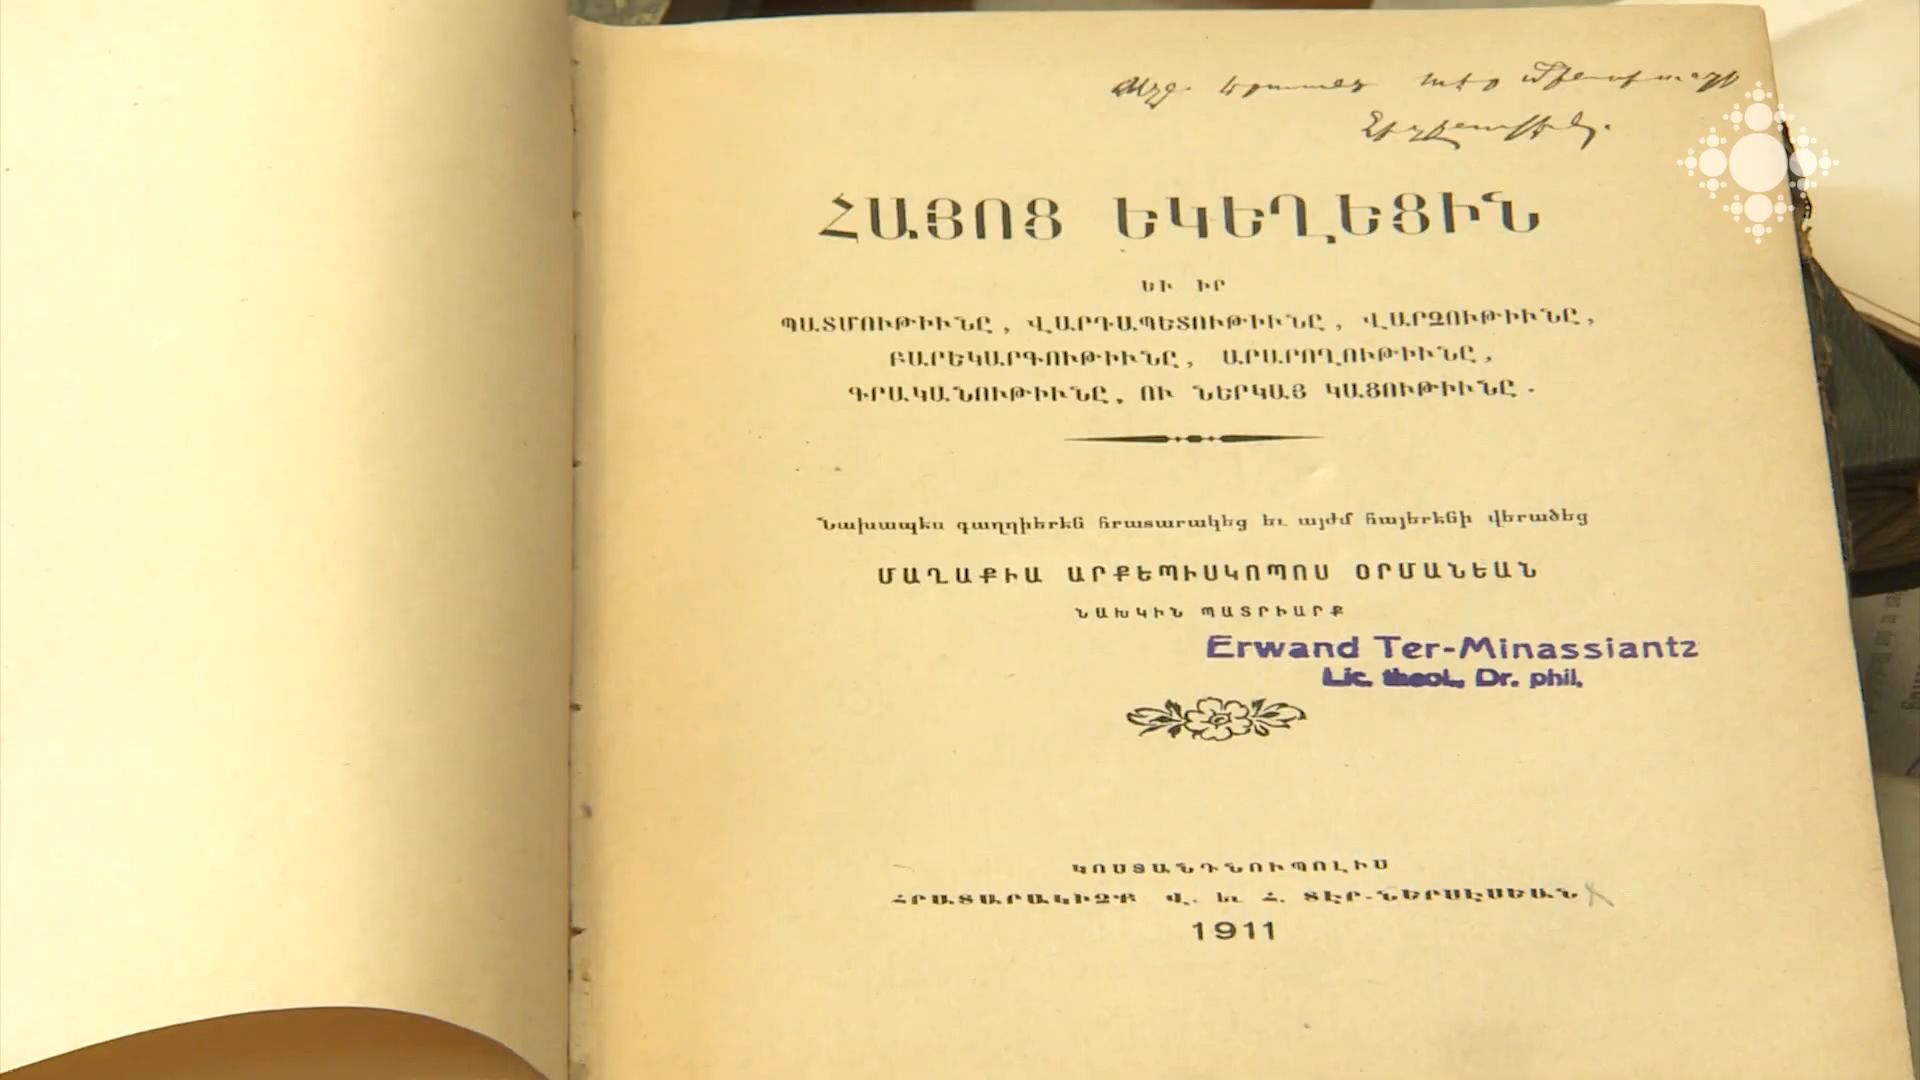 ՀԱՅՈՑ ԵԿԵՂԵՑԻՆ
ԵՒ ԻՐ
ՊԱՏՄՈՒԹԻՒՆԸ, ՎԱՐԴԱՊԵՏՈՒԹԻՒՆԸ, ՎԱՐՉՈՒԹԻՒՆԸ,
ԲԱՐԵԿԱՐԳՈՒԹԻՒՆԸ, ԱՐԱՐՈՂՈՒԹԻՒՆԸ,
ԳՐԱԿԱՆՈՒԹԻՒՆԸ, ՈՒ ՆԵՐԿԱՅ ԿԱՑՈՒԹԻՒՆԸ.
Նախապէս գաղղիերէն հրատարակեց եւ այժմ հայերէնի վերածեց
ՄԱՂԱՔԻԱ ԱՐՔԵՊԻՍԿՈՊՈՍ ՕՐՄԱՆԵԱՆ
ՆԱԽԿԻՆ ՊԱՏՐԻԱՐՔ
Erwand Ter-Minassiantz
Lic. theol., Dr. phil.
ԿՈՍՏԱՆԴՆՈՒՊՈԼԻՍ
ՀՐԱՏԱՐԱԿԻՉՔ Վ. եւ Հ. ՏԷՐ-ՆԵՐՍԷՍԵԱՆ
1911